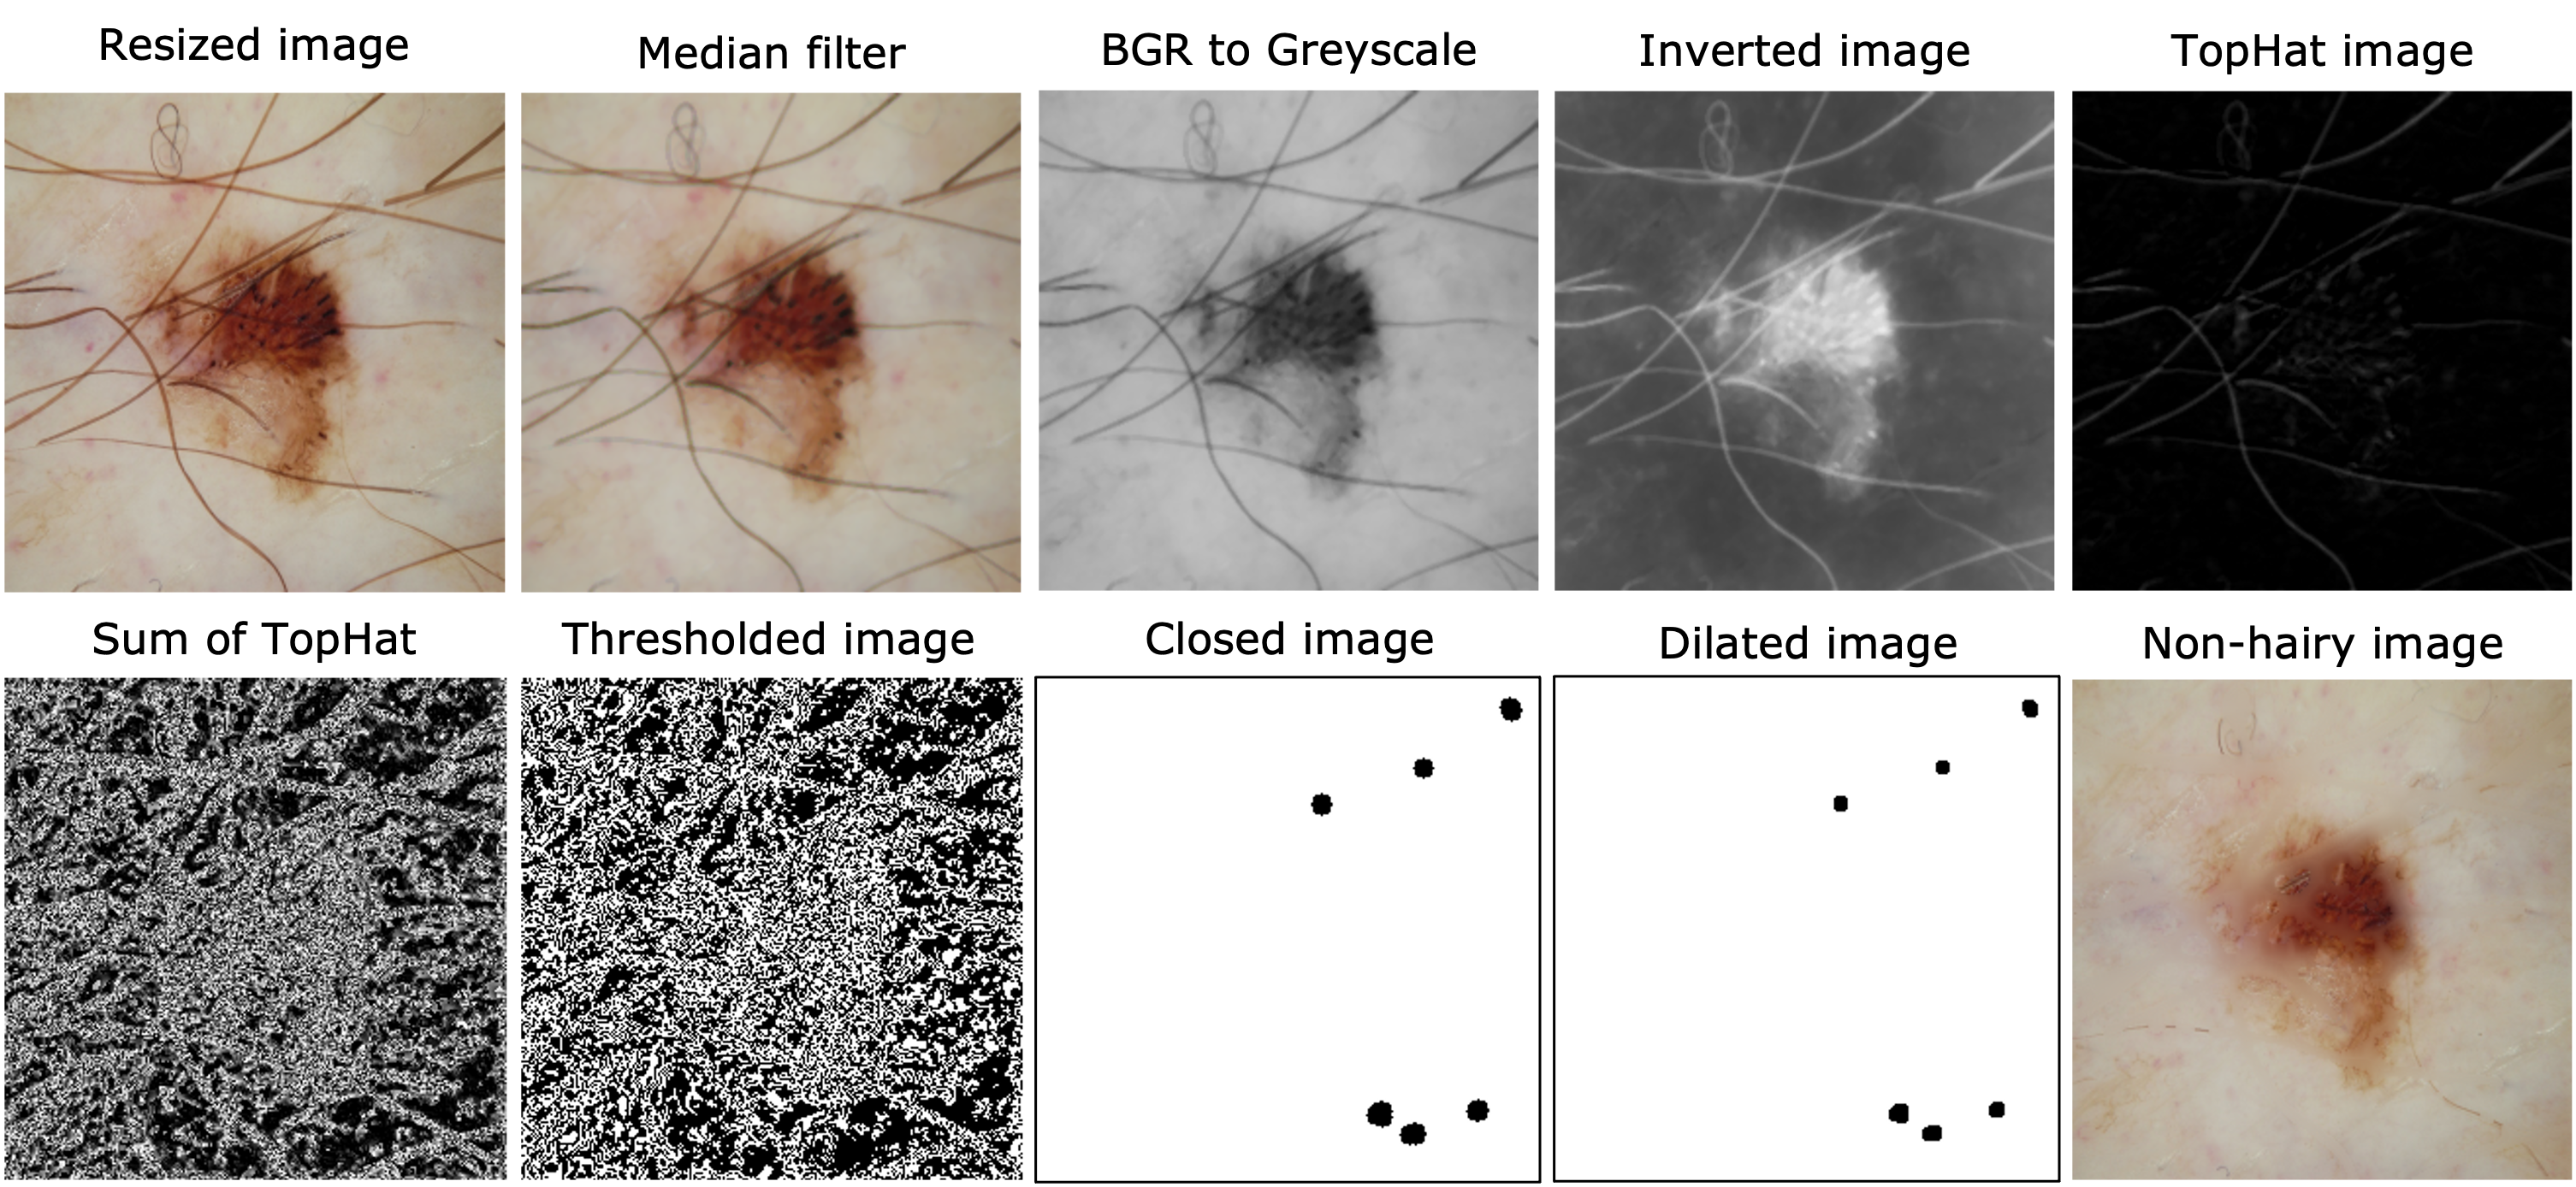 Resized image
Median filter
BGR to Greyscale
Inverted image
TopHat image
Sum of TopHat
Thresholded image
Closed image
Dilated image
Non-hairy image